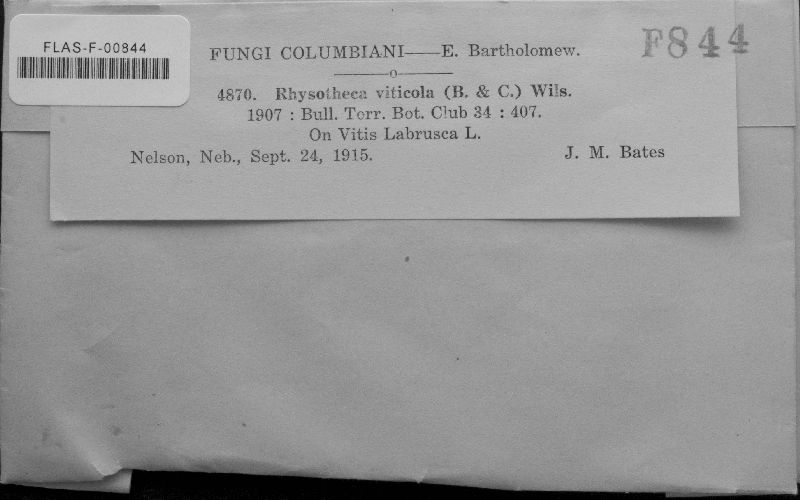 FLAS-F-00844
F844
FUNGI COLUMBIANI——E. Bartholomew.
4870. Rhysotheca viticola (B. & C.) Wils.
1907 : Bull. Torr. Bot. Club 34 : 407.
On Vitis Labrusca L.
Nelson, Neb., Sept. 24, 1915. J. M. Bates